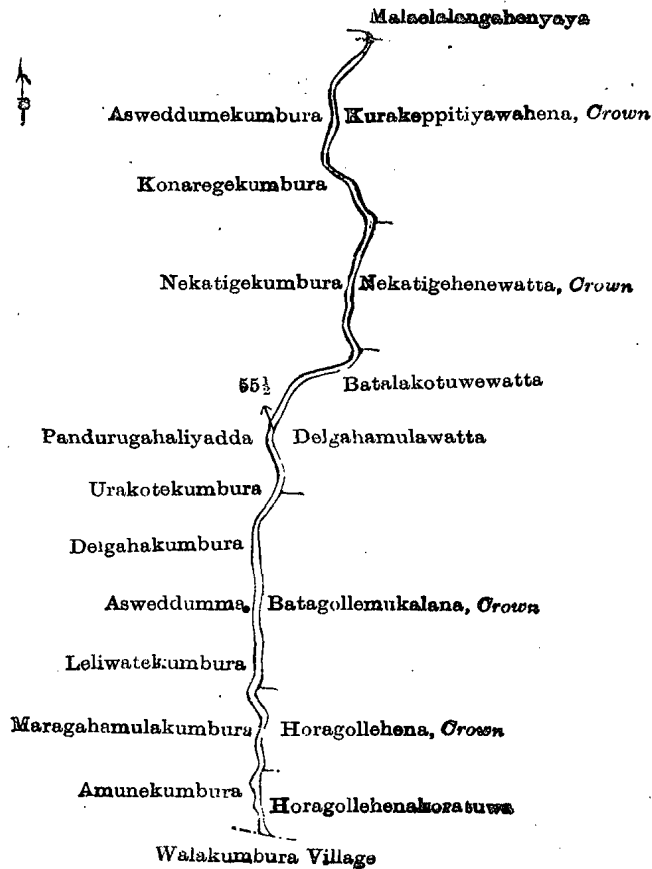 Malaelalangahenyaya
Asweddumekumbura Kurakeppitiyawahena, Crown
Konaregekumbura
Nekatigekumbura Nekatigehenewatta, Crown
55½ Batalakotuwewatta
Pandurugahaliyadda Delgahamulawatta
Urakotekumbura
Delgahakumbura
Asweddumma Batagollemukalana, Crown
Leliwatekumbura
Maragahamulakumbura Horagollehena, Crown
Amunekumbura
Horagollehenakoratuwa
Walakumbura Village